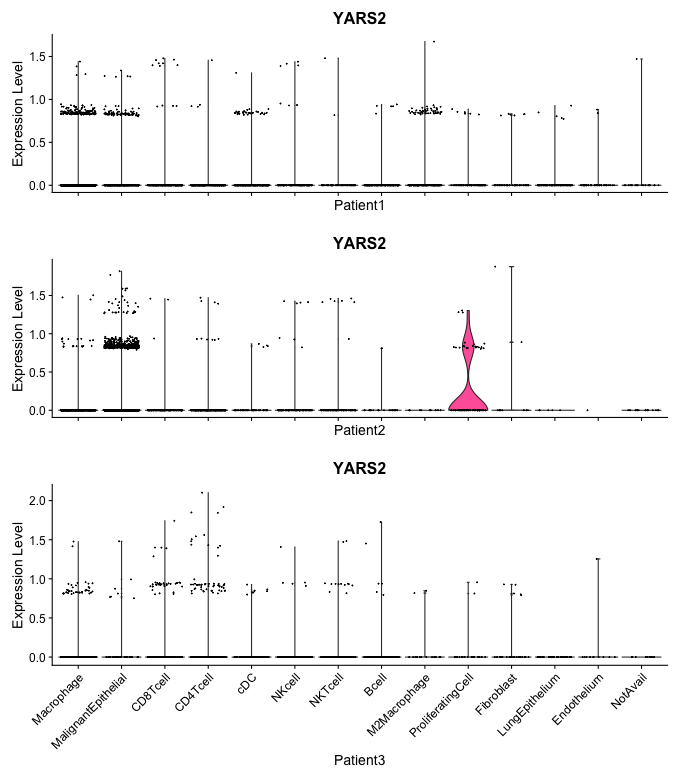 YARS2
Expression Level
1.5
1.0
0.5
0.0
Patient1
YARS2
Expression Level
1.5
1.0
0.5
0.0
Patient2
YARS2
Expression Level
2.0
1.5
1.0
0.5
0.0
Macrophage
MalignantEpithelial
CD8Tcell
CD4Tcell
cDC
NKcell
NKTcell
Bcell
M2Macrophage
ProliferatingCell
Fibroblast
LungEpithelium
Endothelium
NotAvail
Patient3